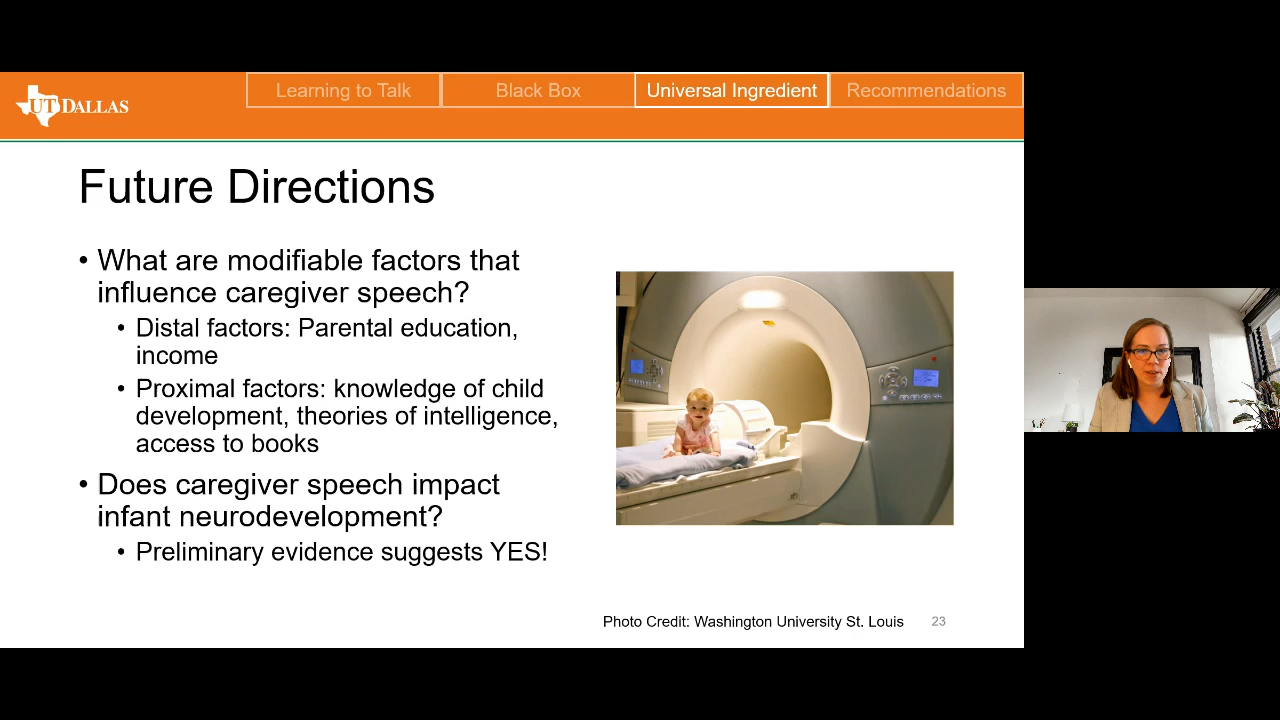 UT DALLAS
Learning to Talk
Black Box
Universal Ingredient
Recommendations
Future Directions
• What are modifiable factors that
influence caregiver speech?
• Distal factors: Parental education,
income
• Proximal factors: knowledge of child
development, theories of intelligence,
access to books
• Does caregiver speech impact
infant neurodevelopment?
• Preliminary evidence suggests YES!
Photo Credit: Washington University St. Louis
23